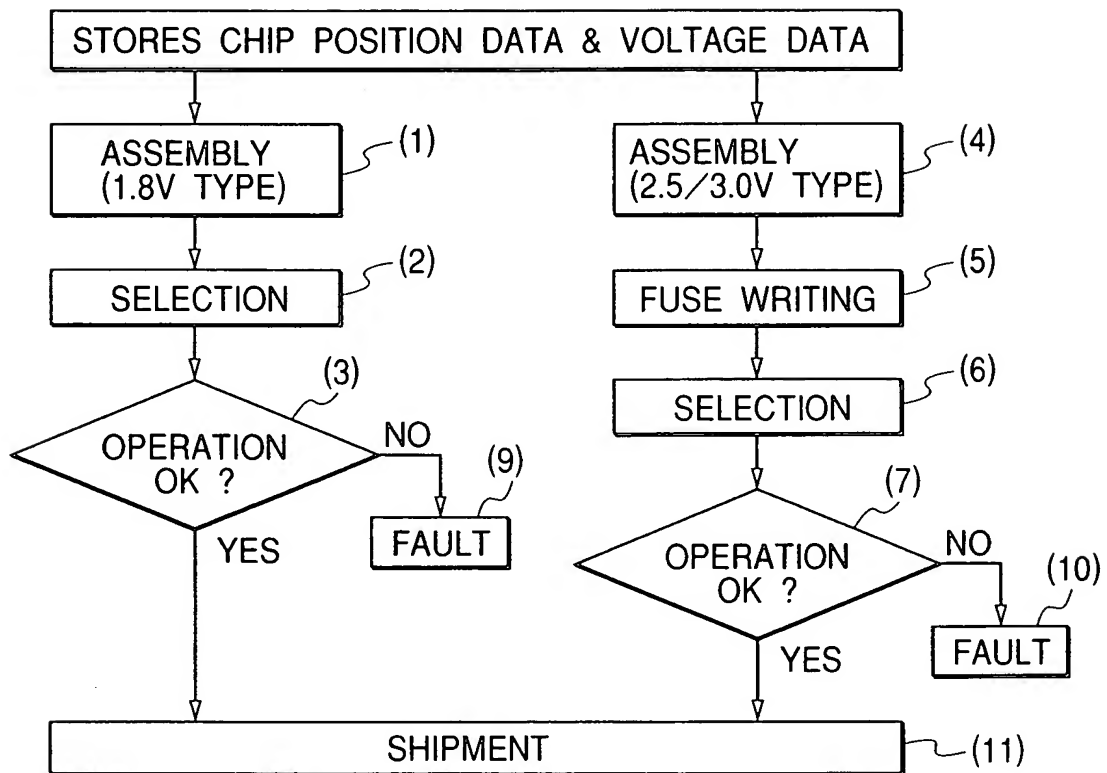 STORES CHIP POSITION DATA & VOLTAGE DATA
ASSEMBLY
(1.8V TYPE)
(1)
ASSEMBLY
(2.5/3.0V TYPE)
(4)
SELECTION
(2)
FUSE WRITING
(5)
SELECTION
(6)
OPERATION
OK ?
(3)
NO
YES
FAULT
(9)
OPERATION
OK ?
(7)
NO
YES
FAULT
(10)
SHIPMENT
(11)